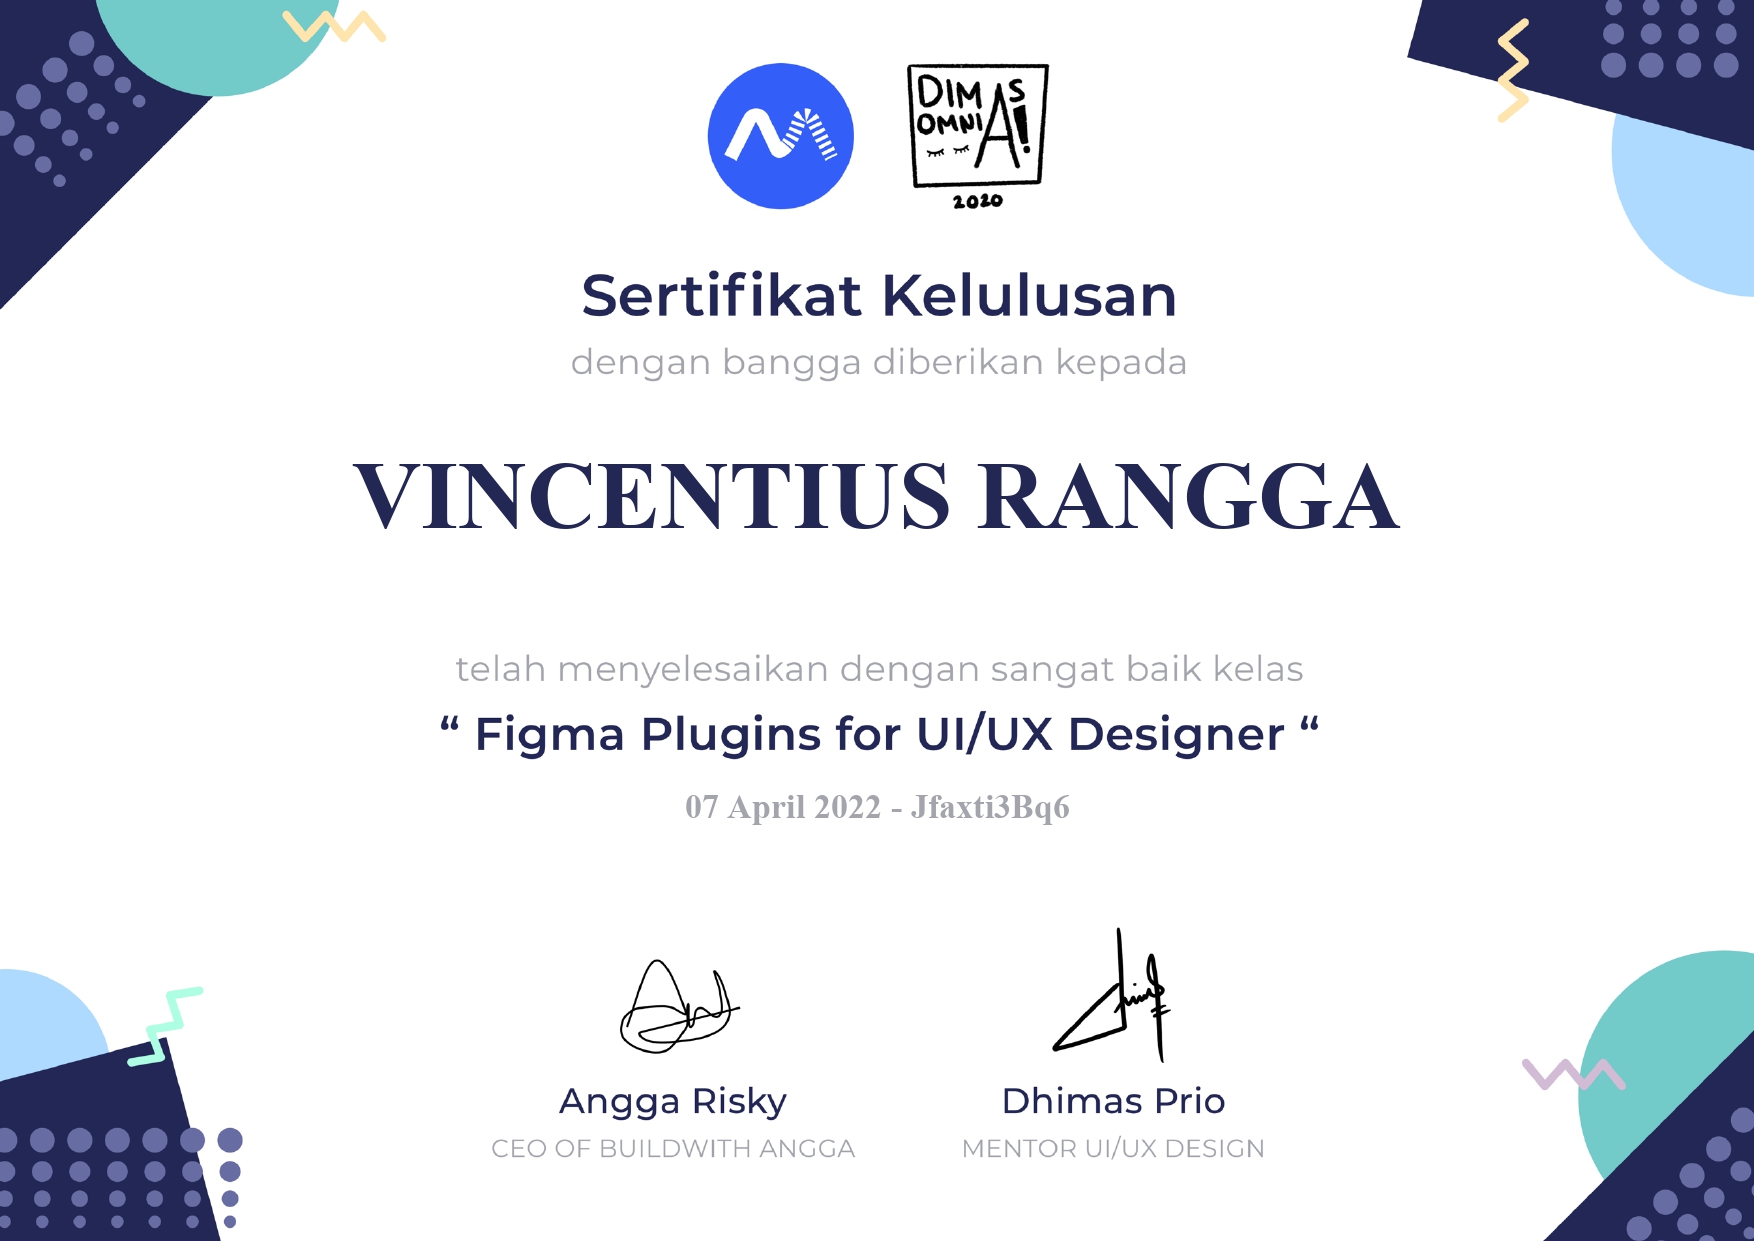 DIMAS
OMNIA!
2020
Sertifikat Kelulusan
dengan bangga diberikan kepada
VINCENTIUS RANGGA
telah menyelesaikan dengan sangat baik kelas
“ Figma Plugins for UI/UX Designer “
07 April 2022 - Jfaxti3Bq6
Angga Risky
CEO OF BUILDWITH ANGGA
Dhimas Prio
MENTOR UI/UX DESIGN